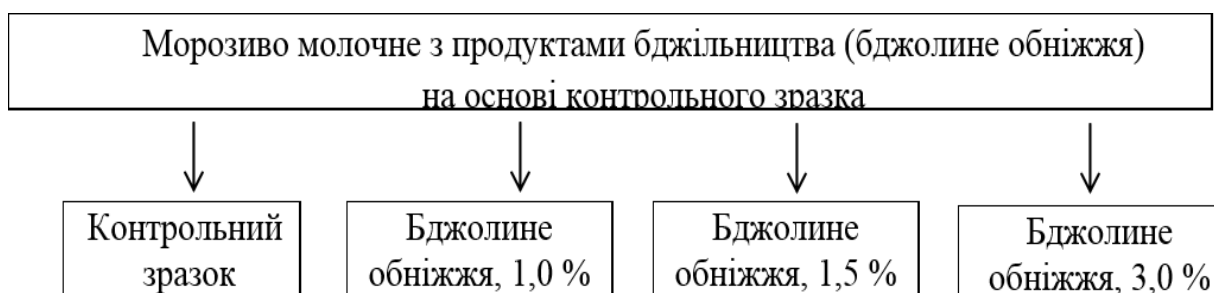 Морозиво молочне з продуктами бджільництва (бджолине обніжжя)
на основі контрольного зразка
Контрольний
зразок
Бджолине
обніжжя, 1,0 %
Бджолине
обніжжя, 1,5 %
Бджолине
обніжжя, 3,0 %